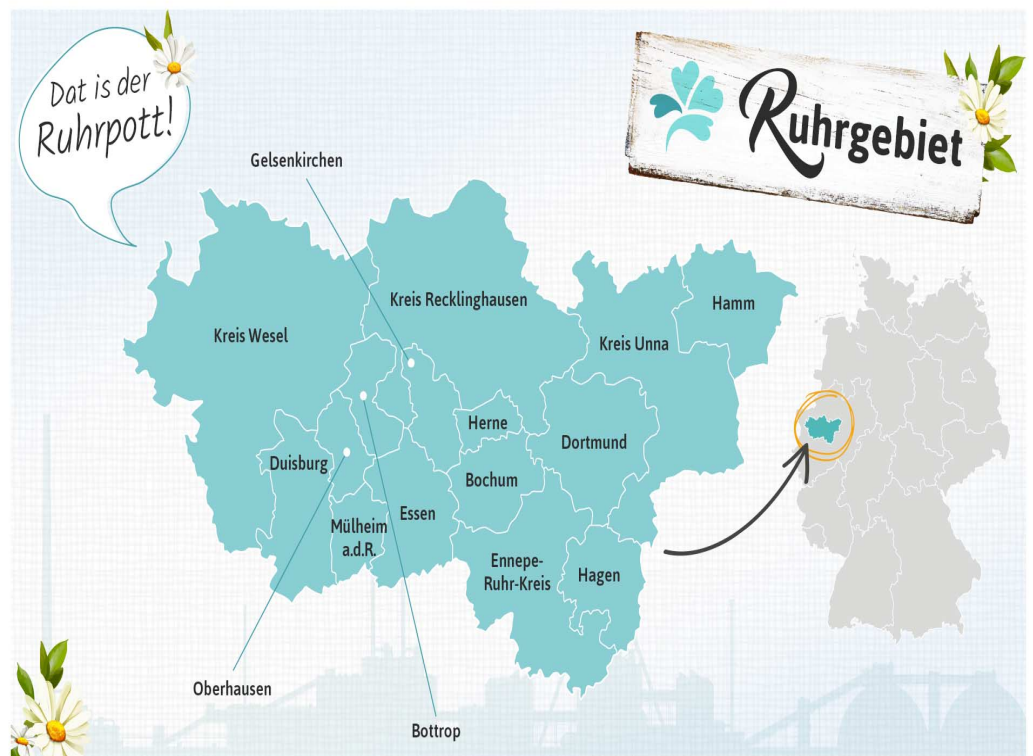 Dat is der
Ruhrpott!
Ruhrgebiet
Gelsenkirchen
Kreis Recklinghausen
Hamm
Kreis Wesel
Kreis Unna
Herne
Dortmund
Duisburg
Bochum
Essen
Mülheim
a.d.R.
Ennepe-
Ruhr-Kreis
Hagen
Oberhausen
Bottrop